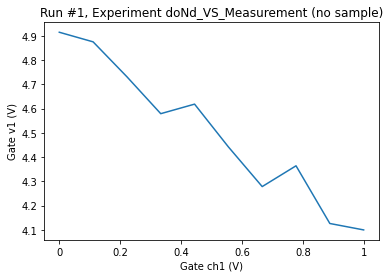 Run #1, Experiment doNd_VS_Measurement (no sample)
4.9
4.8
4.7
4.6
4.5
4.4
4.3
4.2
4.1
Gate v1 (V)
0 0.2 0.4 0.6 0.8 1
Gate ch1 (V)